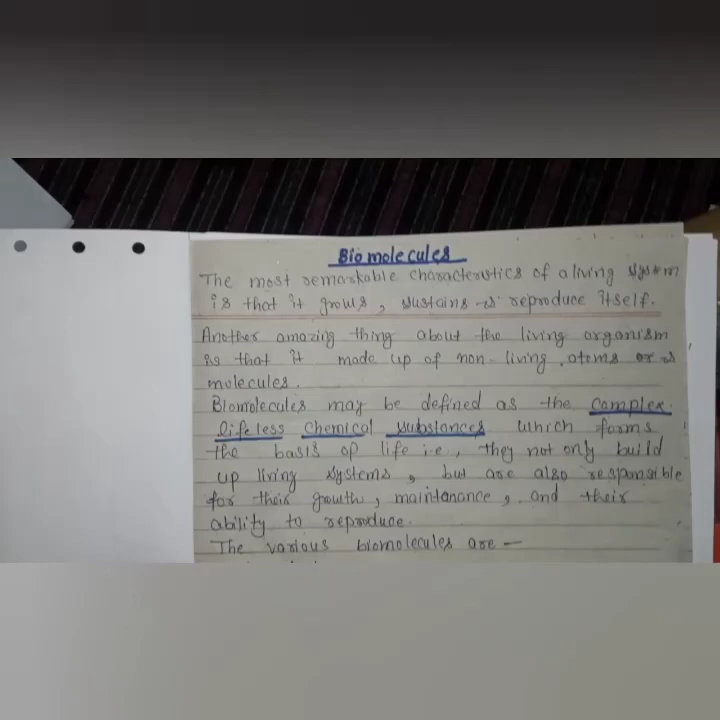 Biomolecules
The most remarkable characteristics of a living system
is that it grows, sustains & reproduce itself.
Another amazing thing about the living organism
is that it made up of non-living atoms or
molecules.
Biomolecules may be defined as the complex
lifeless chemical substances which forms
the basis of life i.e., they not only build
up living systems, but are also responsible
for their growth, maintanance, and their
ability to reproduce.
The various biomolecules are —